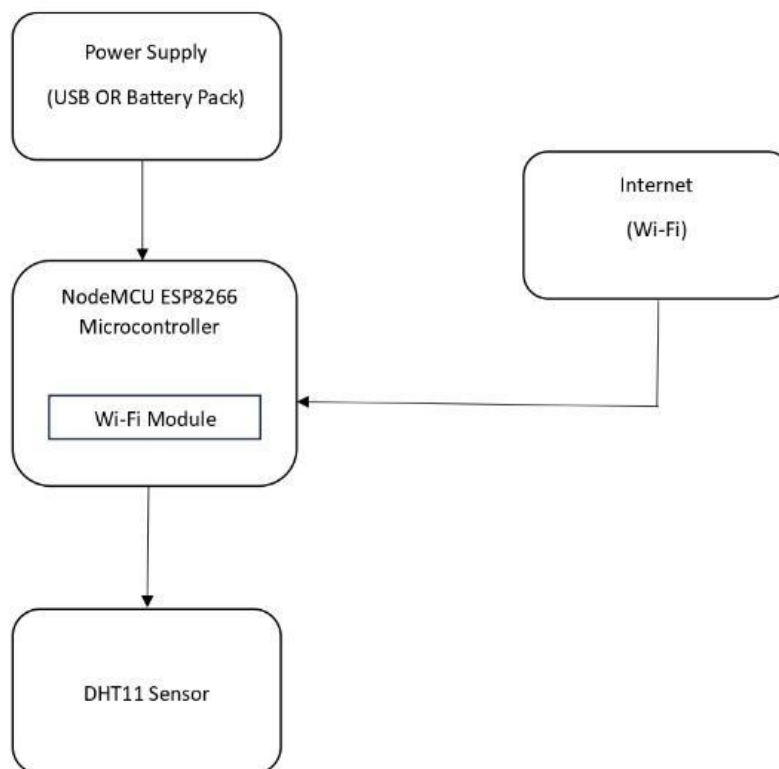 Power Supply
(USB OR Battery Pack)
Internet
(Wi-Fi)
NodeMCU ESP8266
Microcontroller
Wi-Fi Module
DHT11 Sensor